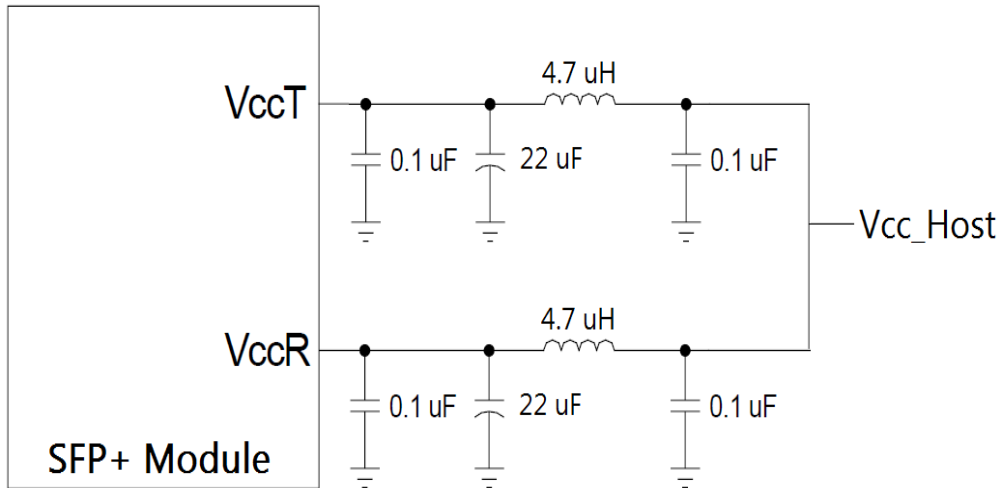 4.7 uH
VccT
0.1 uF
22 uF
0.1 uF
Vcc_Host
4.7 uH
VccR
0.1 uF
22 uF
0.1 uF
SFP+ Module